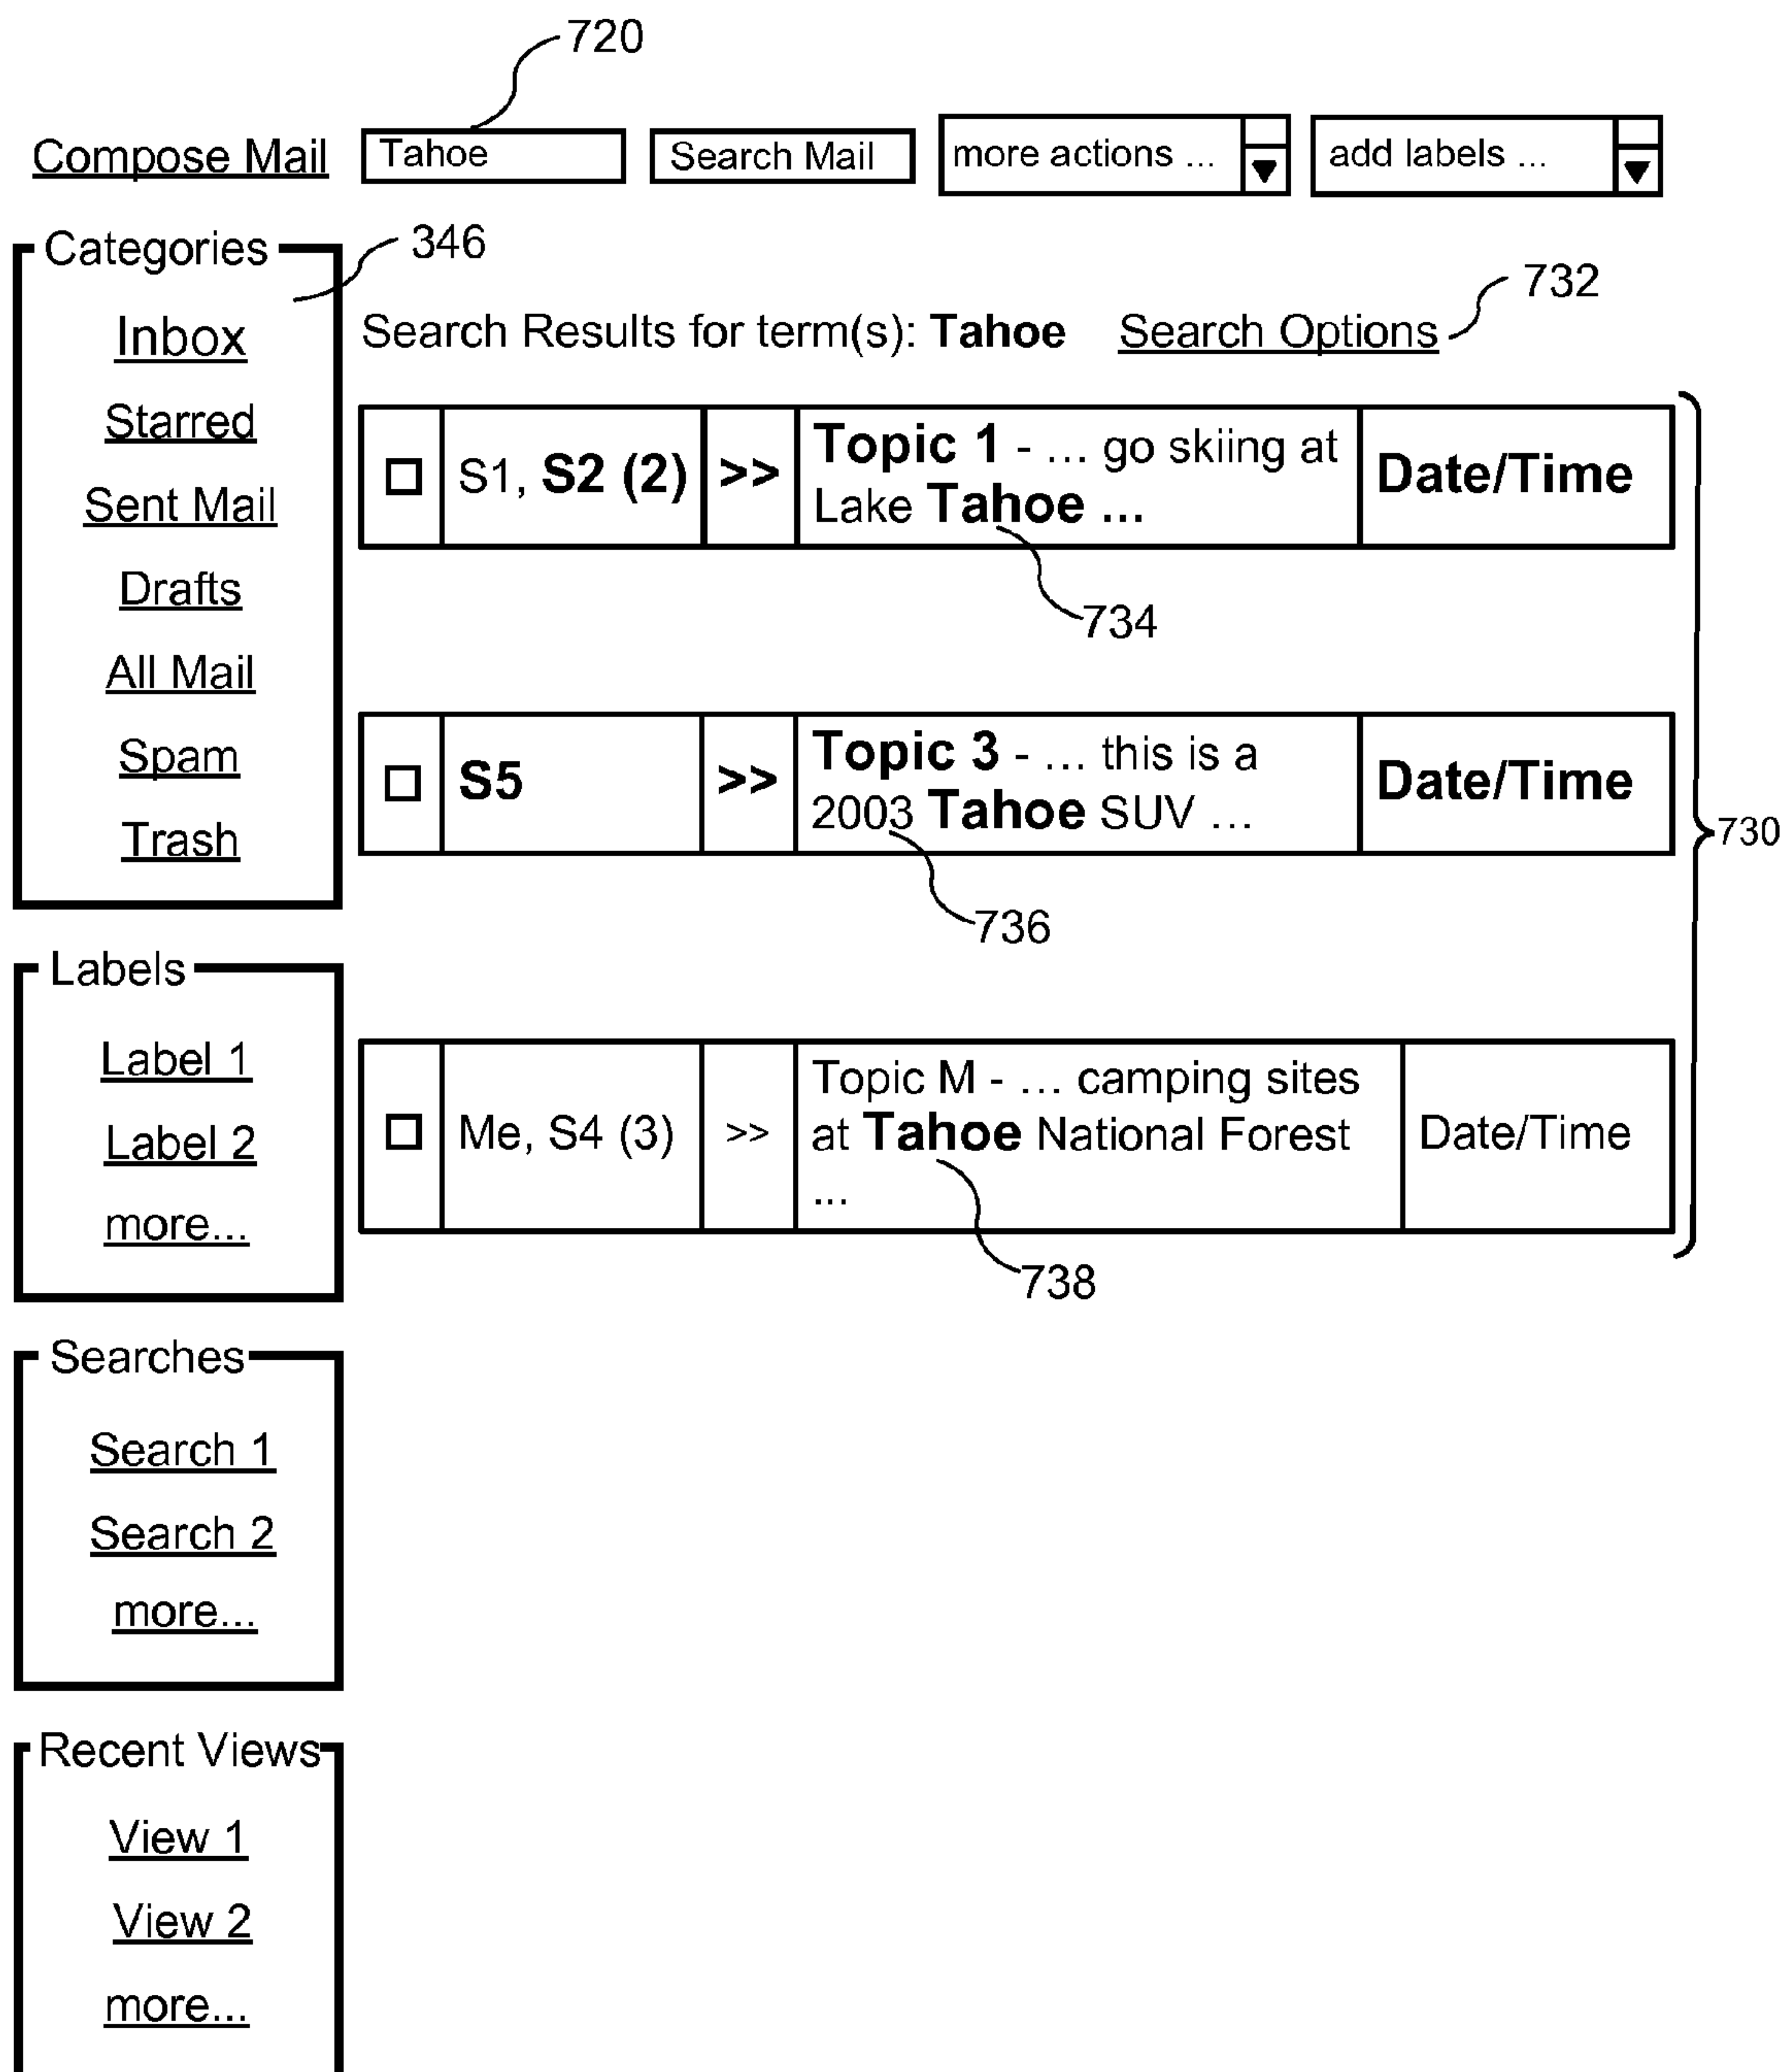 720
Compose Mail Tahoe Search Mail more actions ... add labels ...
Categories
346
Inbox
Starred
Sent Mail
Drafts
All Mail
Spam
Trash
Search Results for term(s): Tahoe Search Options
732
S1, S2 (2) >> Topic 1 - ... go skiing at
Lake Tahoe ...
Date/Time
734
S5 >> Topic 3 - ... this is a
2003 Tahoe SUV ...
Date/Time
736
730
Me, S4 (3) >> Topic M - ... camping sites
at Tahoe National Forest
...
Date/Time
738
Labels
Label 1
Label 2
more...
Searches
Search 1
Search 2
more...
Recent Views
View 1
View 2
more...